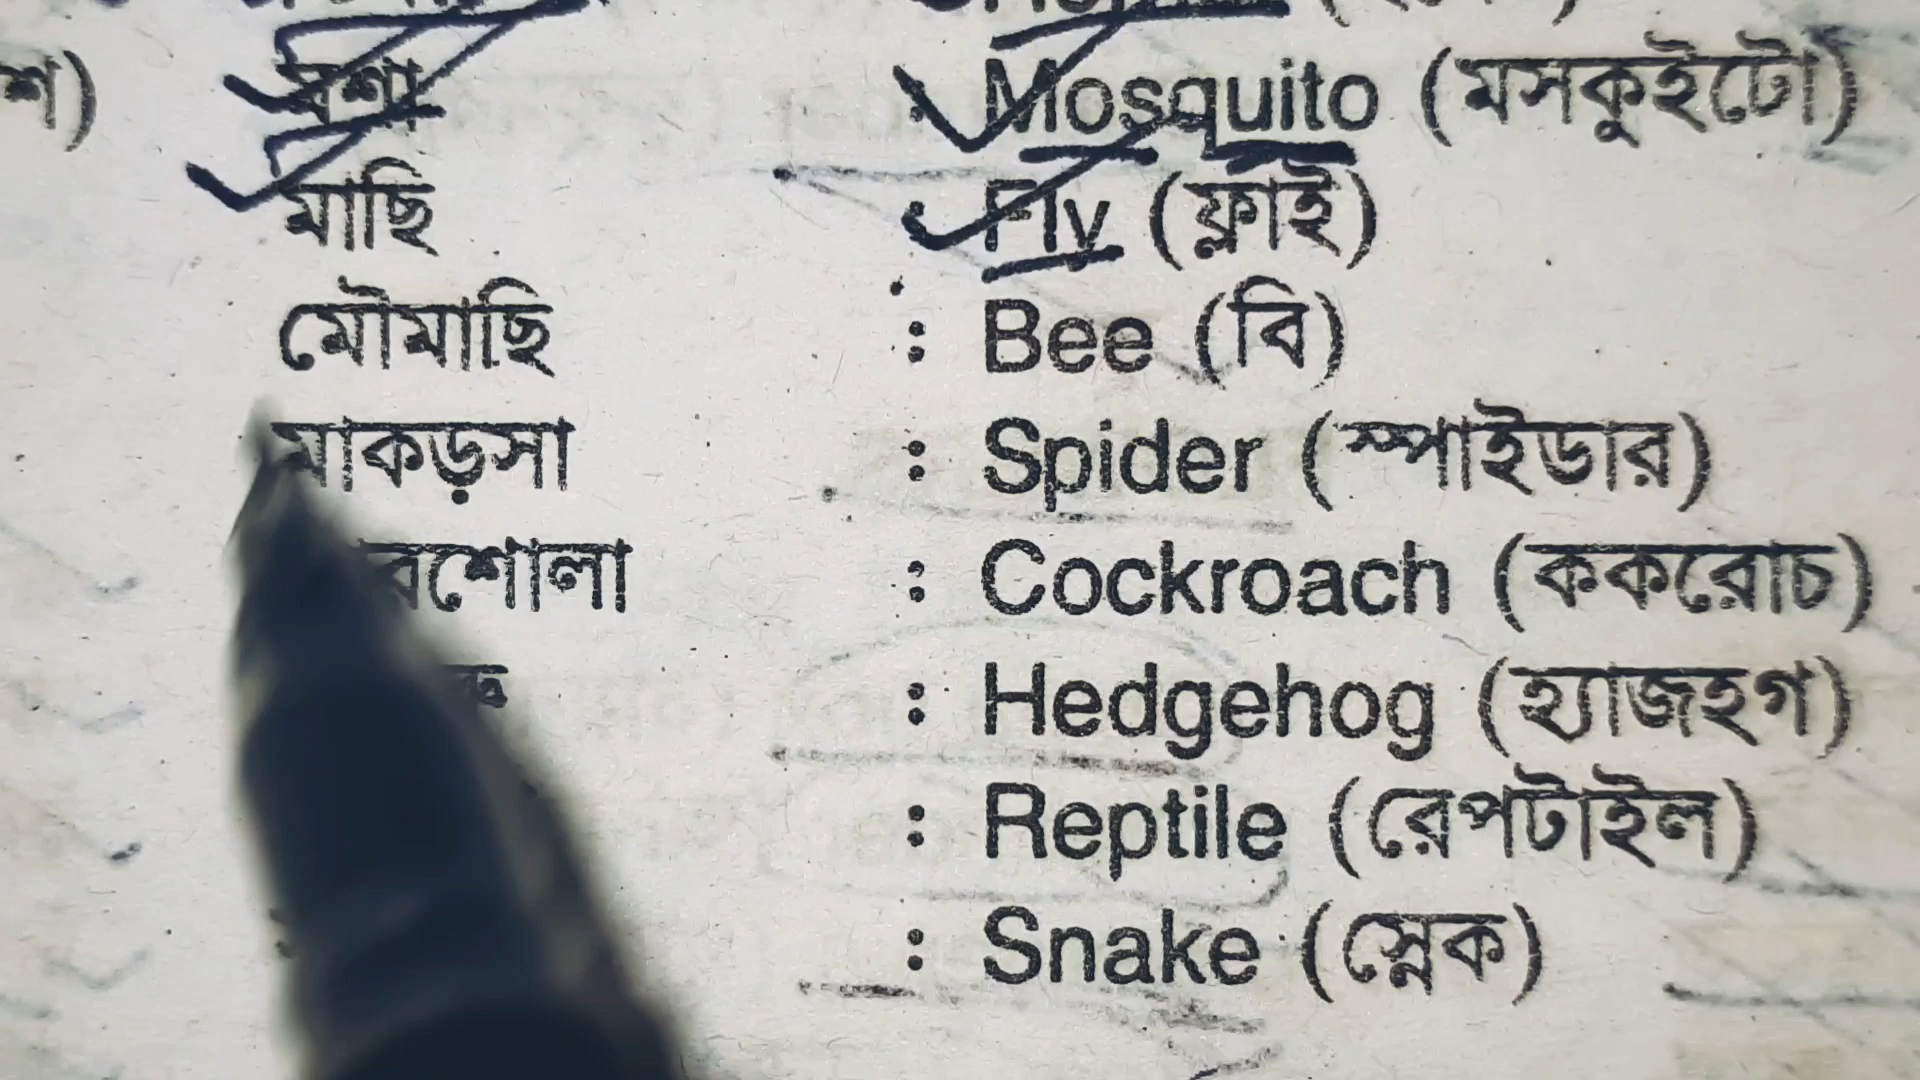 মশা : Mosquito (মসকুইটো)
মাছি : Fly (ফ্লাই)
মৌমাছি : Bee (বি)
মাকড়সা : Spider (স্পাইডার)
: Cockroach (ককরোচ)
: Hedgehog (হ্যাজহগ)
: Reptile (রেপটাইল)
: Snake (স্নেক)